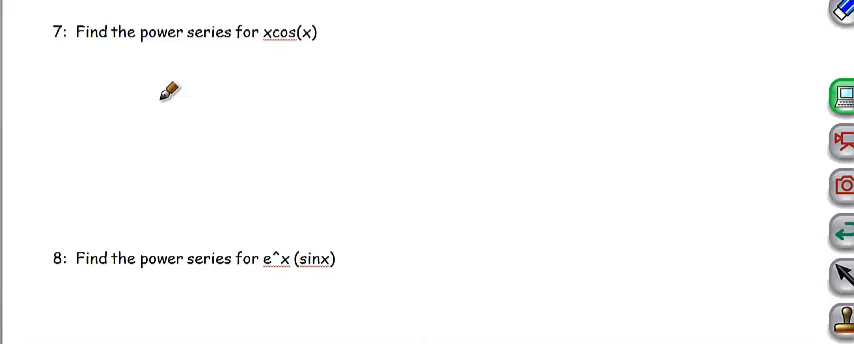 7: Find the power series for xcos(x)
8: Find the power series for e^x (sinx)